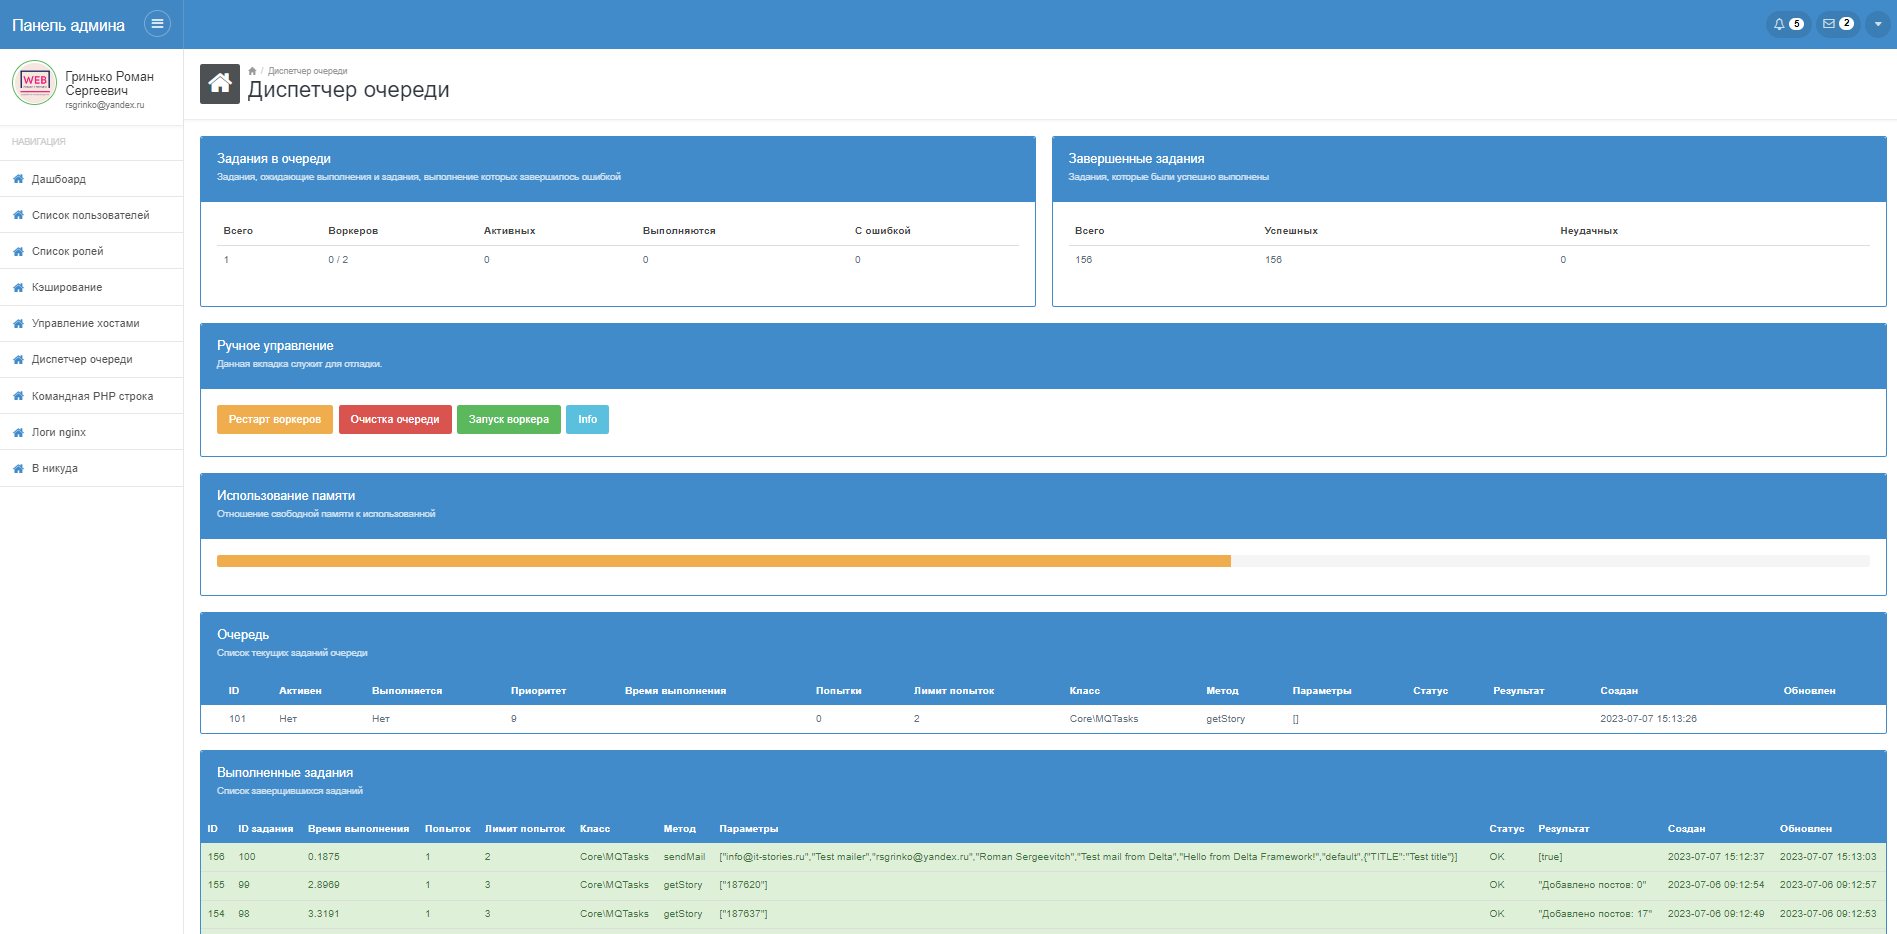 Панель админа
5
2
WEB
Гринько Роман
Сергеевич
rsgrinko@yandex.ru
НАВИГАЦИЯ
Дашбоард
Список пользователей
Список ролей
Кэширование
Управление хостами
Диспетчер очереди
Командная PHP строка
Логи nginx
В никуда
/ Диспетчер очереди
Диспетчер очереди
Задания в очереди
Задания, ожидающие выполнения и задания, выполнение которых завершилось ошибкой
Всего Воркеров Активных Выполняются С ошибкой
1 0 / 2 0 0 0
Завершенные задания
Задания, которые были успешно выполнены
Всего Успешных Неудачных
156 156 0
Ручное управление
Данная вкладка служит для отладки.
Рестарт воркеров Очистка очереди Запуск воркера Info
Использование памяти
Отношение свободной памяти к использованной
Очередь
Список текущих заданий очереди
ID Активен Выполняется Приоритет Время выполнения Попытки Лимит попыток Класс Метод Параметры Статус Результат Создан Обновлен
101 Нет Нет 9 0 2 Core\MQTasks getStory [] 2023-07-07 15:13:26
Выполненные задания
Список заверщившихся заданий
ID ID задания Время выполнения Попыток Лимит попыток Класс Метод Параметры Статус Результат Создан Обновлен
156 100 0.1875 1 2 Core\MQTasks sendMail ["info@it-stories.ru","Test mailer","rsgrinko@yandex.ru","Roman Sergeevitch","Test mail from Delta","Hello from Delta Framework!","default",{"TITLE":"Test title"}] OK [true] 2023-07-07 15:12:37 2023-07-07 15:13:03
155 99 2.8969 1 3 Core\MQTasks getStory ["187620"] OK "Добавлено постов: 0" 2023-07-06 09:12:54 2023-07-06 09:12:57
154 98 3.3191 1 3 Core\MQTasks getStory ["187637"] OK "Добавлено постов: 17" 2023-07-06 09:12:49 2023-07-06 09:12:53